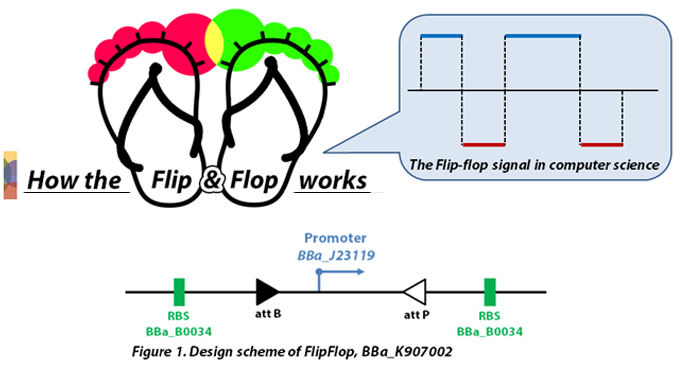 The Flip-flop signal in computer science
How the Flip & Flop works
Promoter
BBa_J23119
att B
att P
RBS
BBa_B0034
RBS
BBa_B0034
Figure 1. Design scheme of FlipFlop, BBa_K907002